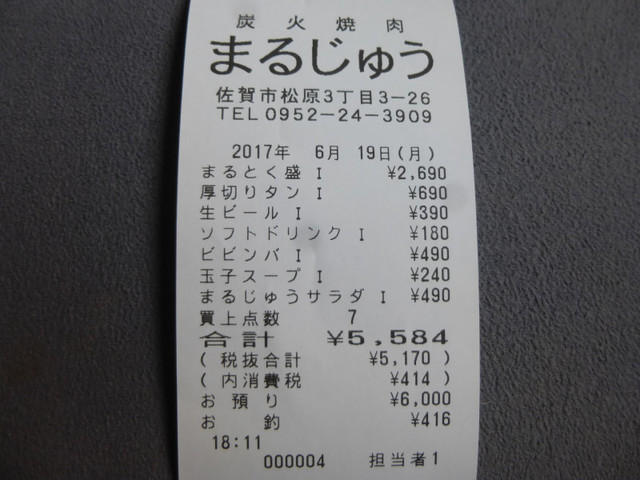 炭火焼肉
まるじゅう
佐賀市松原3丁目3-26
TEL 0952-24-3909
2017年 6月 19日(月)
まるとく盛 I ¥2,690
厚切りタン I ¥690
生ビール I ¥390
ソフトドリンク I ¥180
ビビンバ I ¥490
玉子スープ I ¥240
まるじゅうサラダ I ¥490
買上点数 7
合計 ¥5,584
(税抜合計 ¥5,170)
(内消費税 ¥414)
お預り ¥6,000
お釣 ¥416
18:11
000004 担当者1